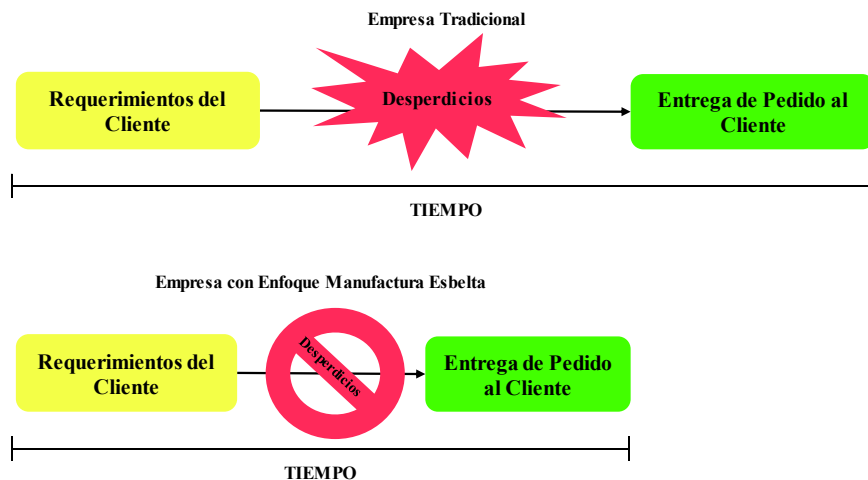 Empresa Tradicional
Requerimientos del
Cliente
Desperdicios
Entrega de Pedido al
Cliente
TIEMPO
Empresa con Enfoque Manufactura Esbelta
Requerimientos del
Cliente
Desperdicios
Entrega de Pedido
al Cliente
TIEMPO